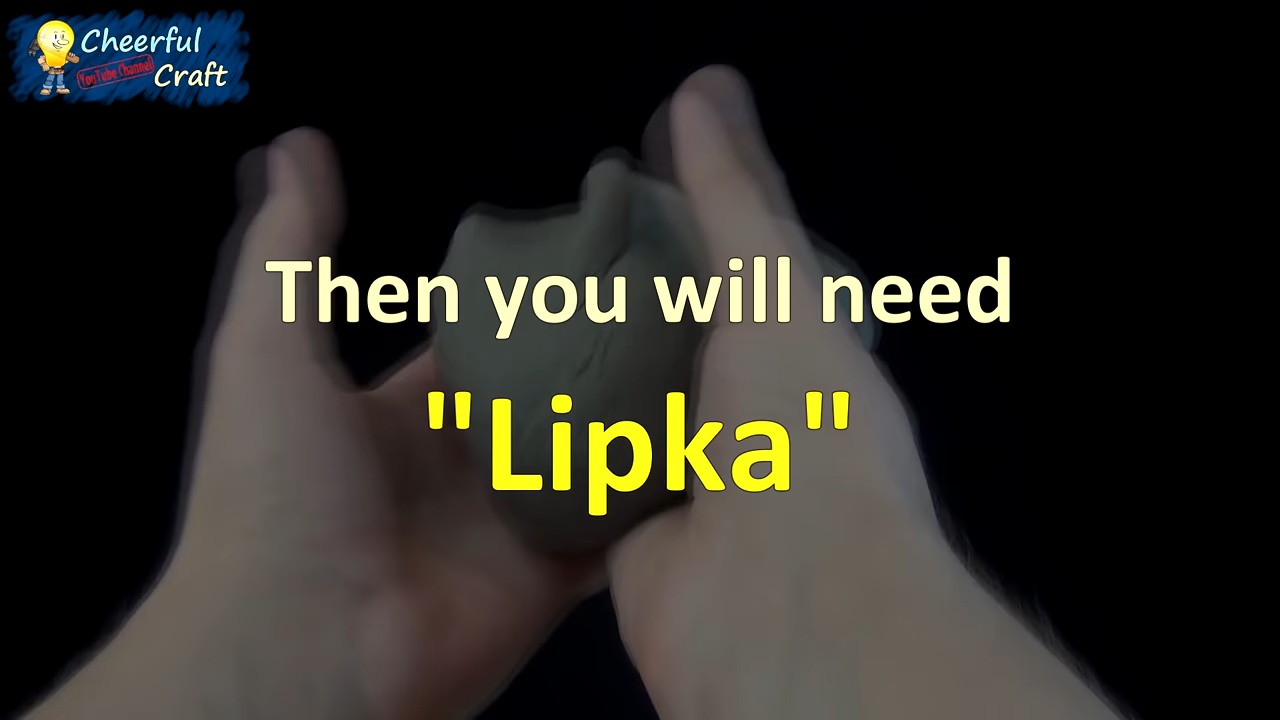 Cheerful
YouTube Channel
Craft
Then you will need
"Lipka"